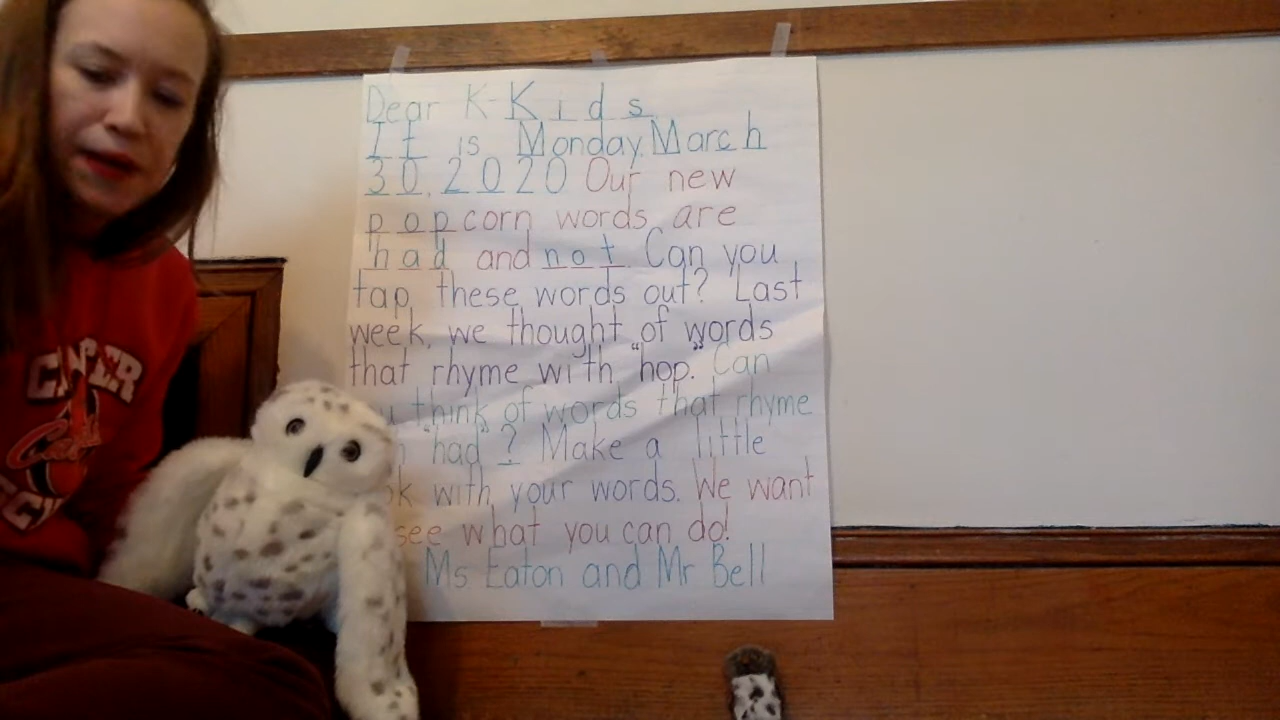 Dear K-Kids
It is Monday, March
30, 2020 Our new
popcorn words are
had and not. Can you
tap these words out? Last
week, we thought of words
that rhyme with "hop." Can
think of words that rhyme
"had"? Make a little
with your words. We want
see what you can do!
Ms. Eaton and Mr Bell